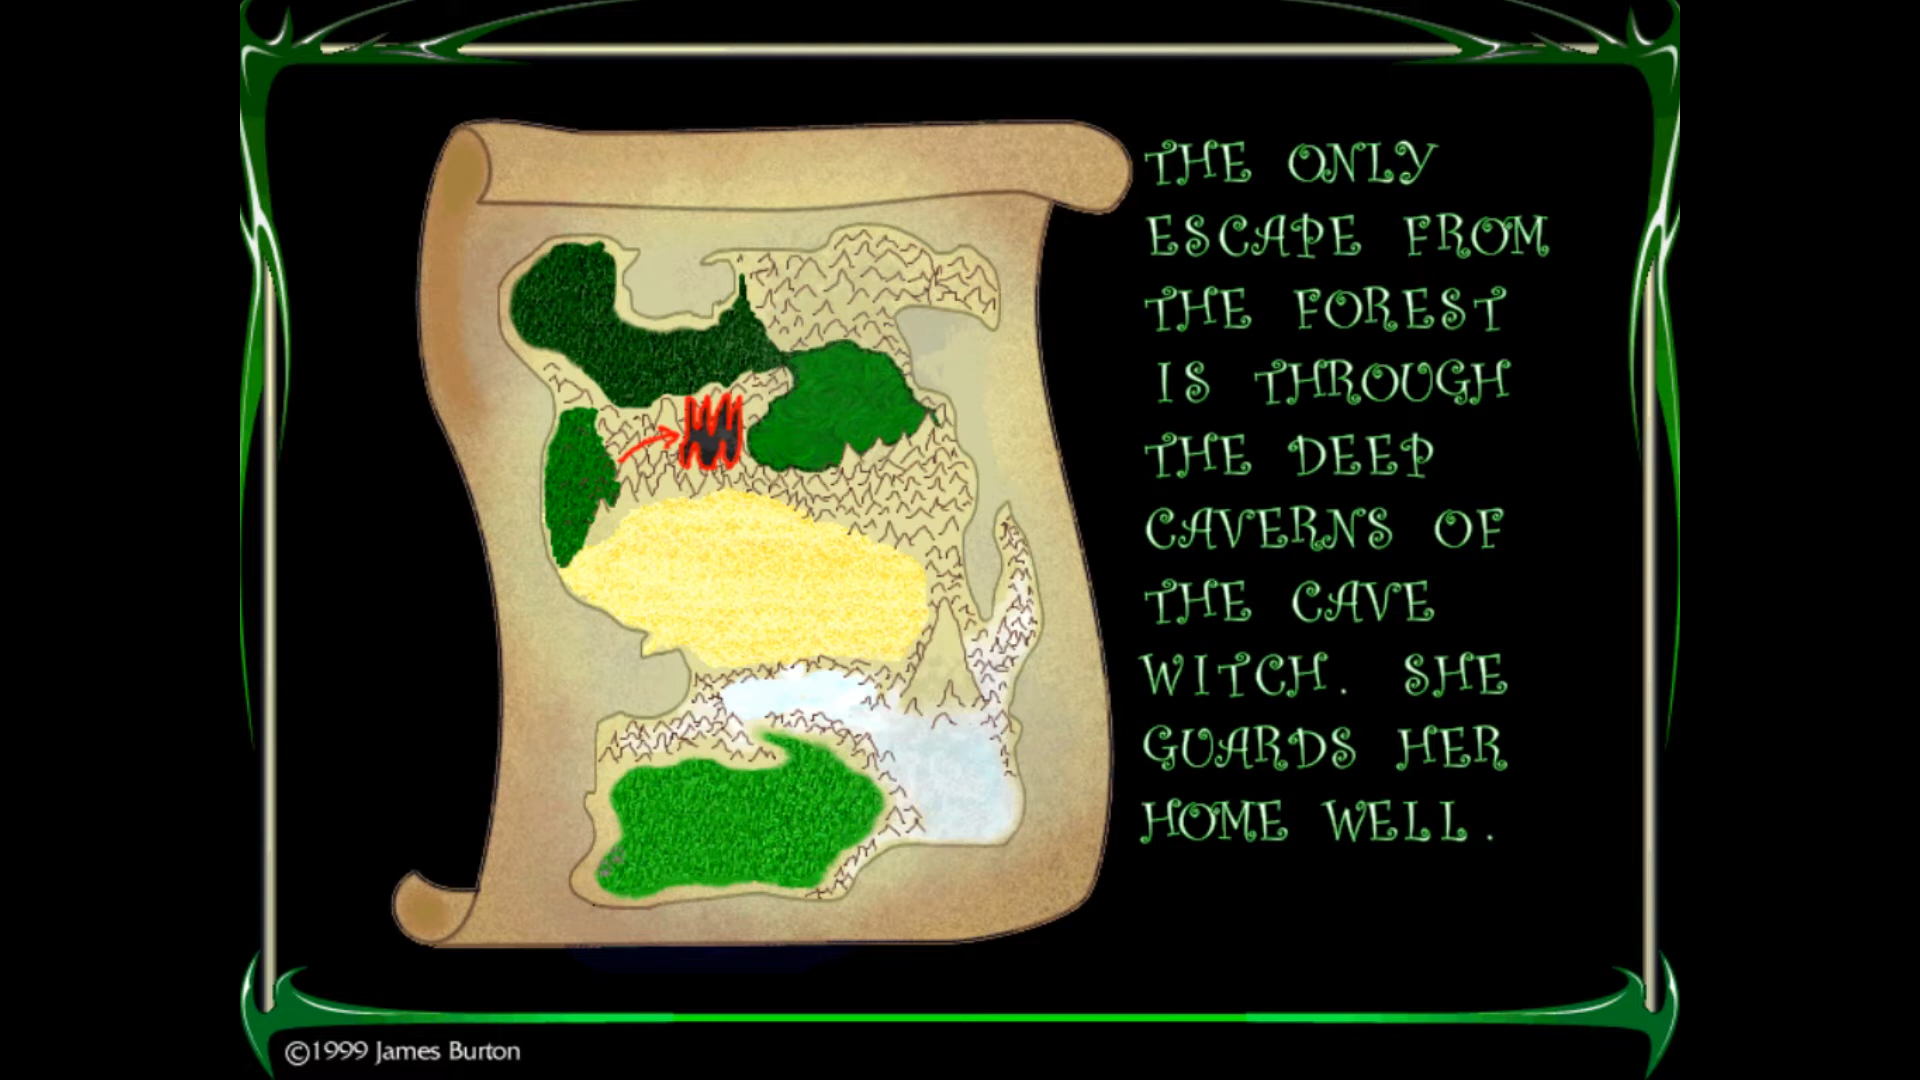 THE ONLY
ESCAPE FROM
THE FOREST
IS THROUGH
THE DEEP
CAVERNS OF
THE CAVE
WITCH. SHE
GUARDS HER
HOME WELL.
©1999 James Burton